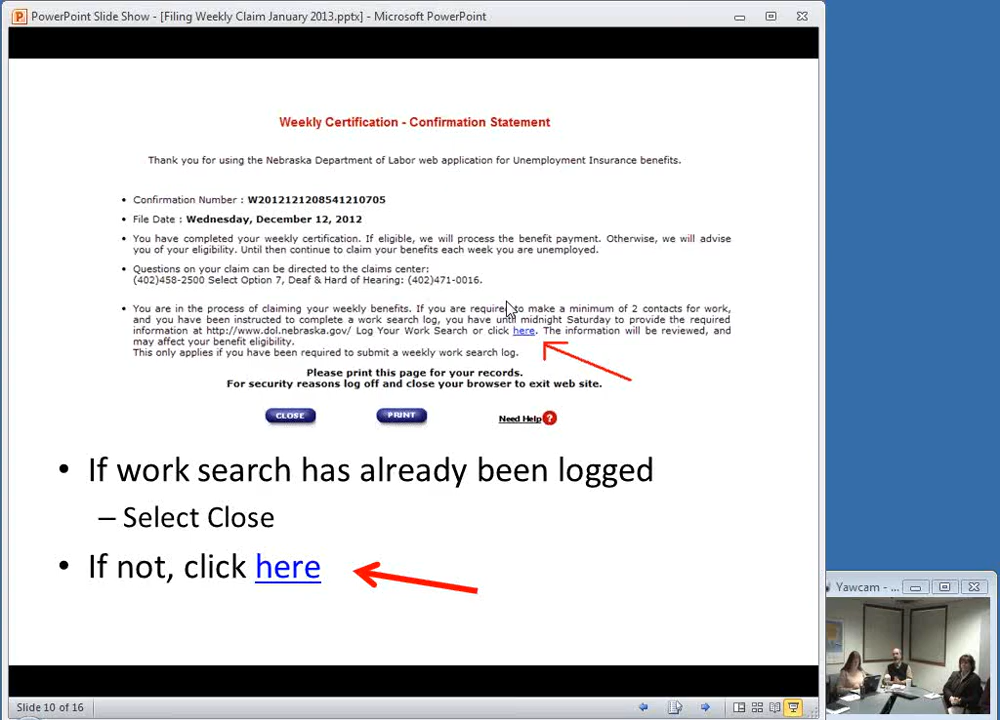 PowerPoint Slide Show - [Filing Weekly Claim January 2013.pptx] - Microsoft PowerPoint
Weekly Certification - Confirmation Statement
Thank you for using the Nebraska Department of Labor web application for Unemployment Insurance benefits.
• Confirmation Number : W2012121208541210705
• File Date : Wednesday, December 12, 2012
• You have completed your weekly certification. If eligible, we will process the benefit payment. Otherwise, we will advise
you of your eligibility. Until then continue to claim your benefits each week you are unemployed.
• Questions on your claim can be directed to the claims center:
(402)458-2500 Select Option 7, Deaf & Hard of Hearing: (402)471-0016.
• You are in the process of claiming your weekly benefits. If you are required to make a minimum of 2 contacts for work,
and you have been instructed to complete a work search log, you have until midnight Saturday to provide the required
information at http://www.dol.nebraska.gov/ Log Your Work Search or click here. The information will be reviewed, and
may affect your benefit eligibility.
This only applies if you have been required to submit a weekly work search log.
Please print this page for your records.
For security reasons log off and close your browser to exit web site.
CLOSE PRINT Need Help?
• If work search has already been logged
– Select Close
• If not, click here
Yawcam - ...
Slide 10 of 16